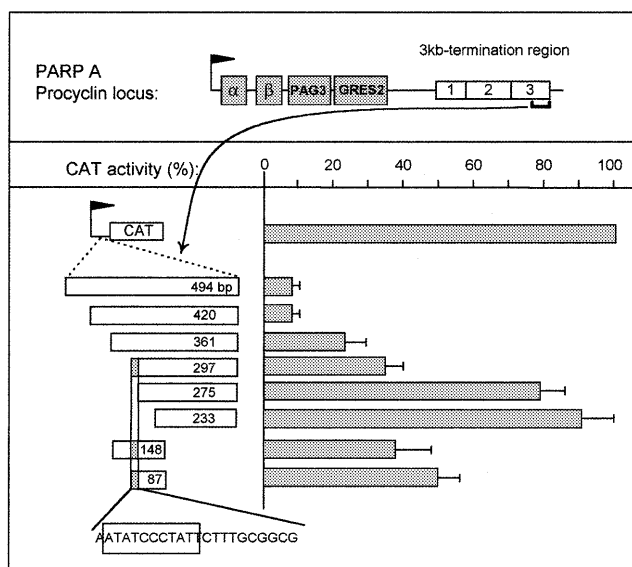 3kb-termination region
PARP A
Procyclin locus:
α β PAG3 GRES2 1 2 3
CAT activity (%): 0 20 40 60 80 100
CAT
494 bp
420
361
297
275
233
148
87
AATATCCCTATTCTTTGCGGCG